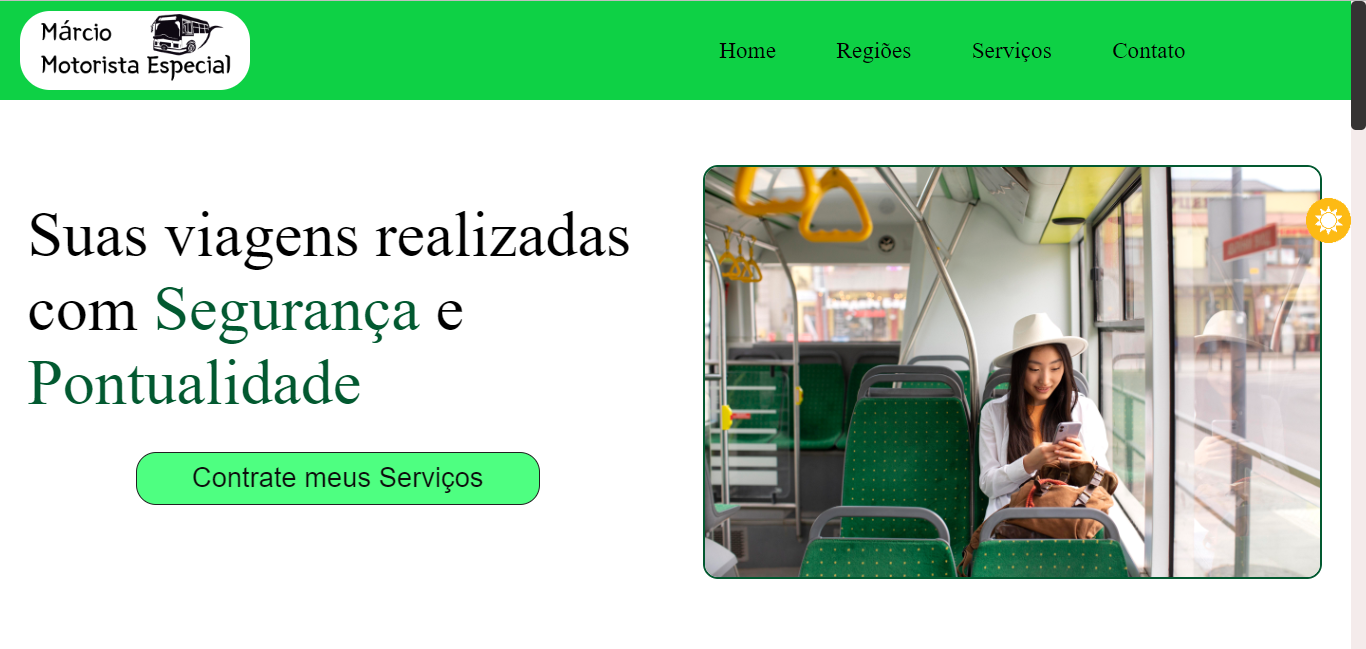 Márcio
Motorista Especial
Home Regiões Serviços Contato
Suas viagens realizadas
com Segurança e
Pontualidade
Contrate meus Serviços